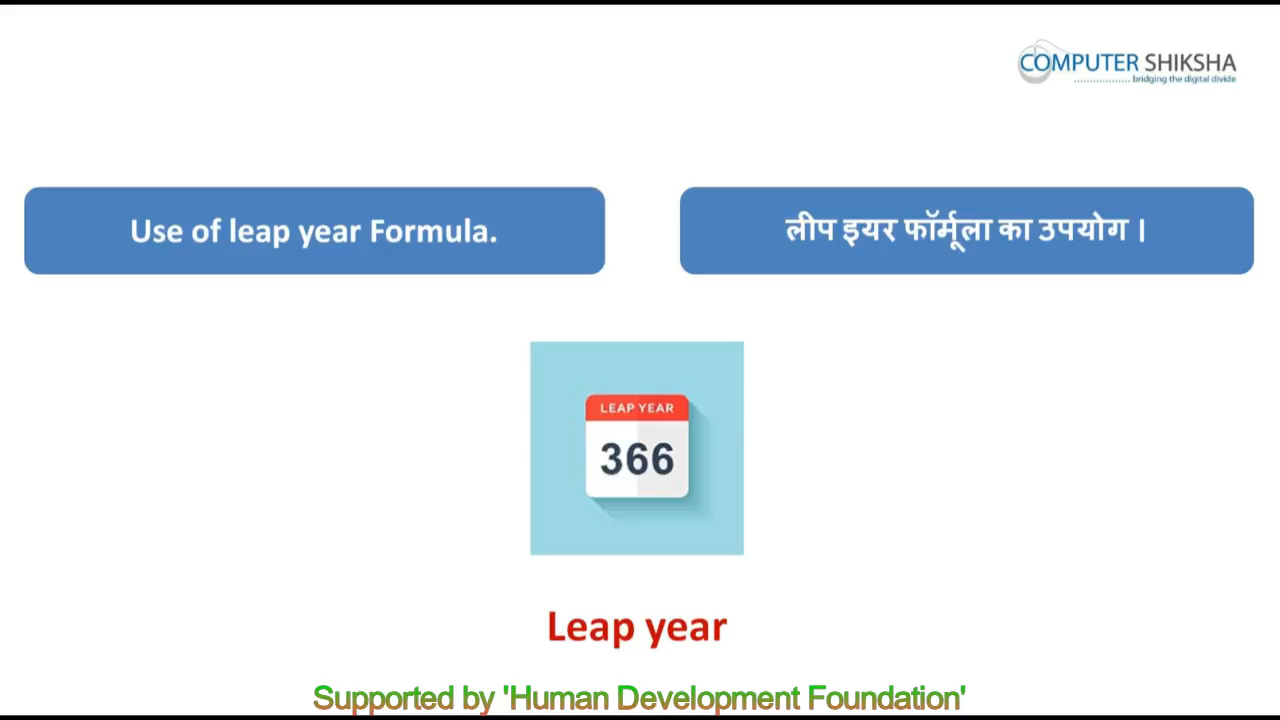 COMPUTER SHIKSHA
bridging the digital divide
Use of leap year Formula.
लीप इयर फॉर्मूला का उपयोग ।
LEAP YEAR
366
Leap year
Supported by 'Human Development Foundation'